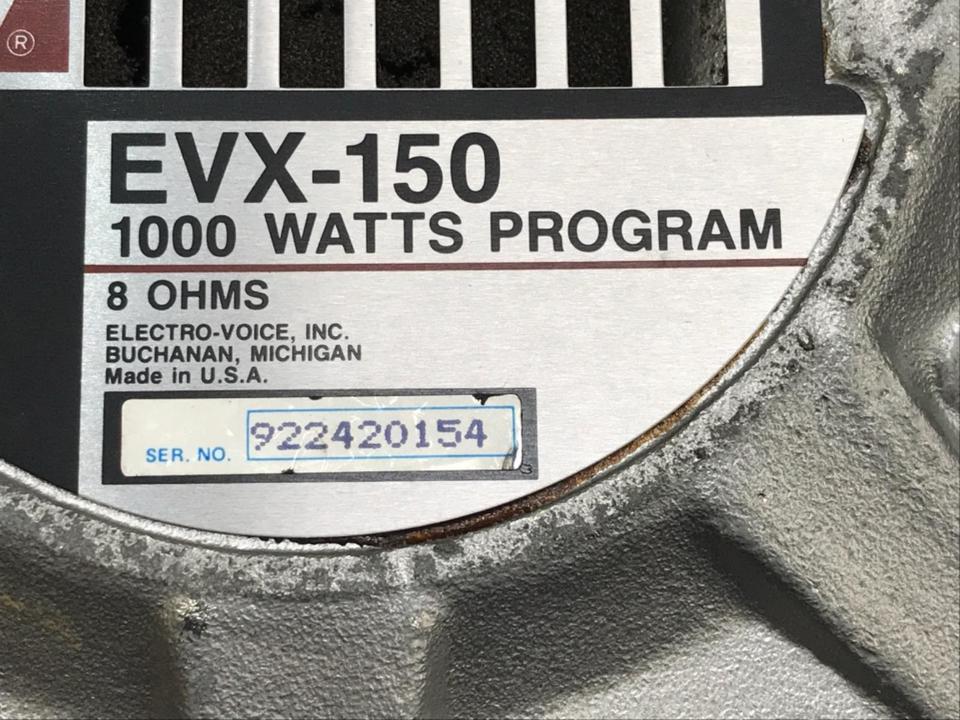 ®
EVX-150
1000 WATTS PROGRAM
8 OHMS
ELECTRO-VOICE, INC.
BUCHANAN, MICHIGAN
Made in U.S.A.
SER. NO. 922420154